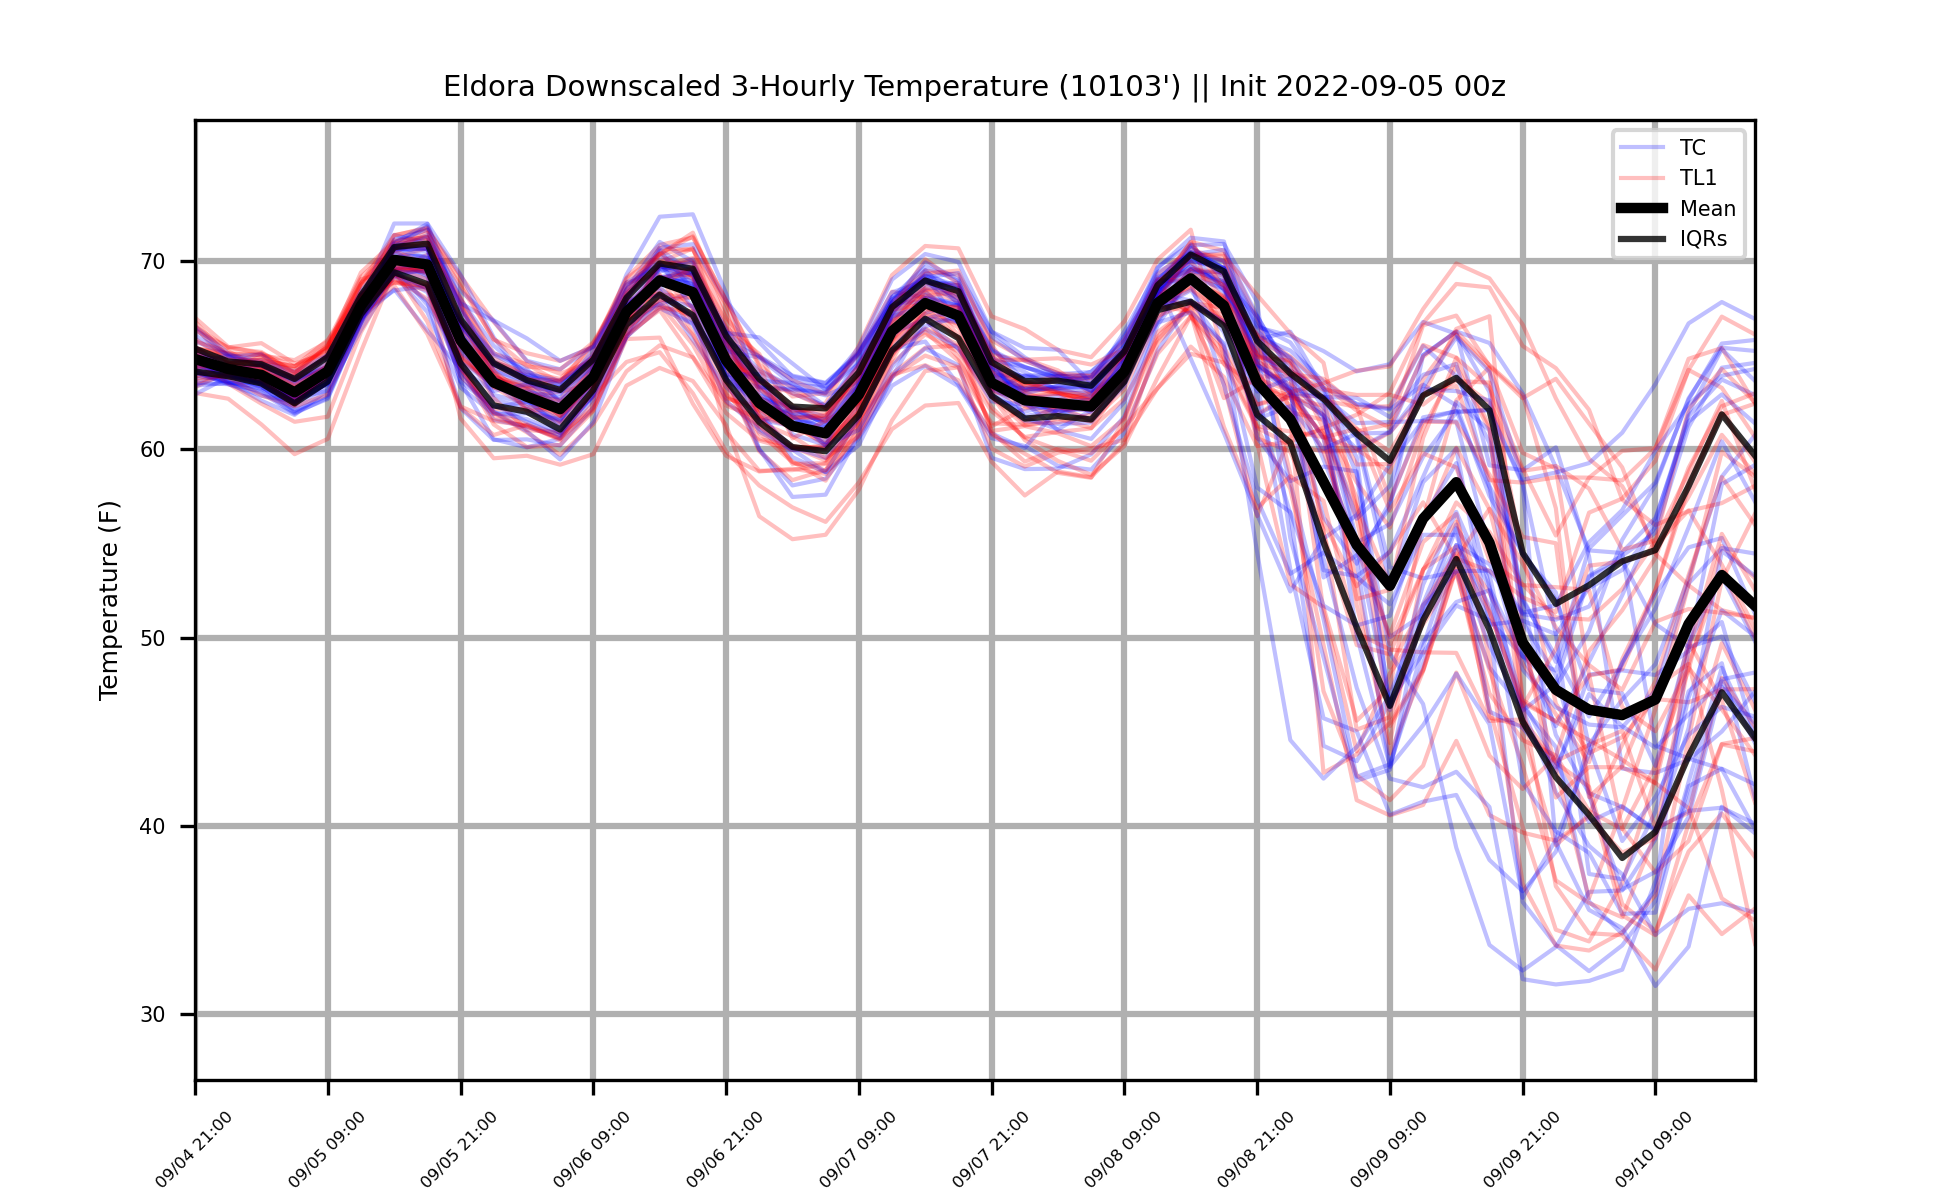 Eldora Downscaled 3-Hourly Temperature (10103') || Init 2022-09-05 00z
TC
TL1
Mean
IQRs
Temperature (F)
70
60
50
40
30
09/04 21:00
09/05 09:00
09/05 21:00
09/06 09:00
09/06 21:00
09/07 09:00
09/07 21:00
09/08 09:00
09/08 21:00
09/09 09:00
09/09 21:00
09/10 09:00